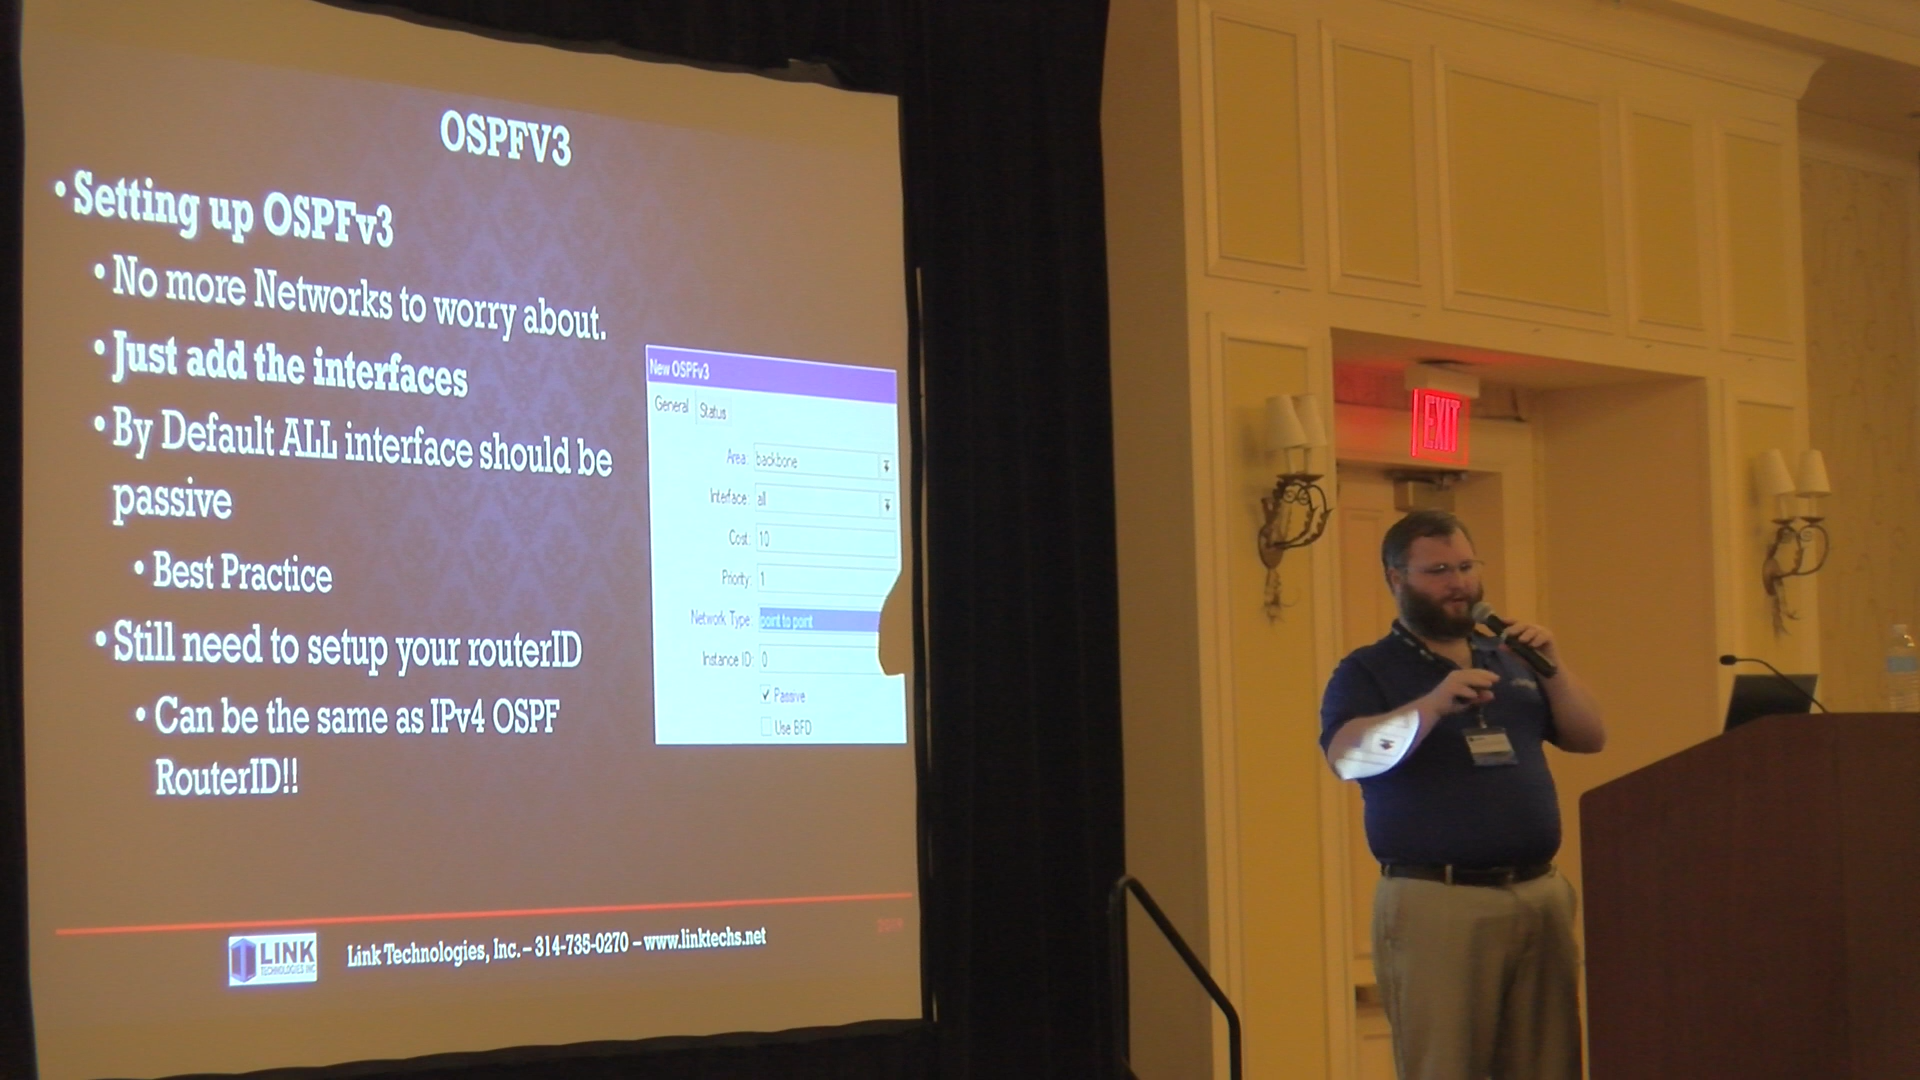 OSPFV3
• Setting up OSPFv3
• No more Networks to worry about.
• Just add the interfaces
• By Default ALL interface should be
passive
• Best Practice
• Still need to setup your routerID
• Can be the same as IPv4 OSPF
RouterID!!
New OSPFv3
General Status
Area: backbone
Interface: all
Cost: 10
Priority: 1
Network Type: point to point
Instance ID: 0
Passive
Use BFD
LINK
TECHNOLOGIES INC
Link Technologies, Inc. – 314-735-0270 – www.linktechs.net
EXIT